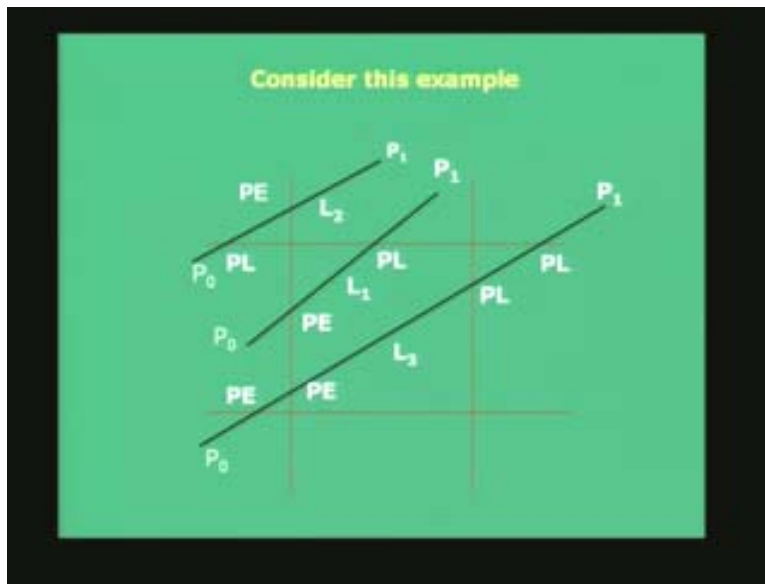 Consider this example
P₁
P₁
PE
P₁
L₂
P₀ PL
PL
PL
L₁
PL
PE
P₀
L₃
PE PE
P₀